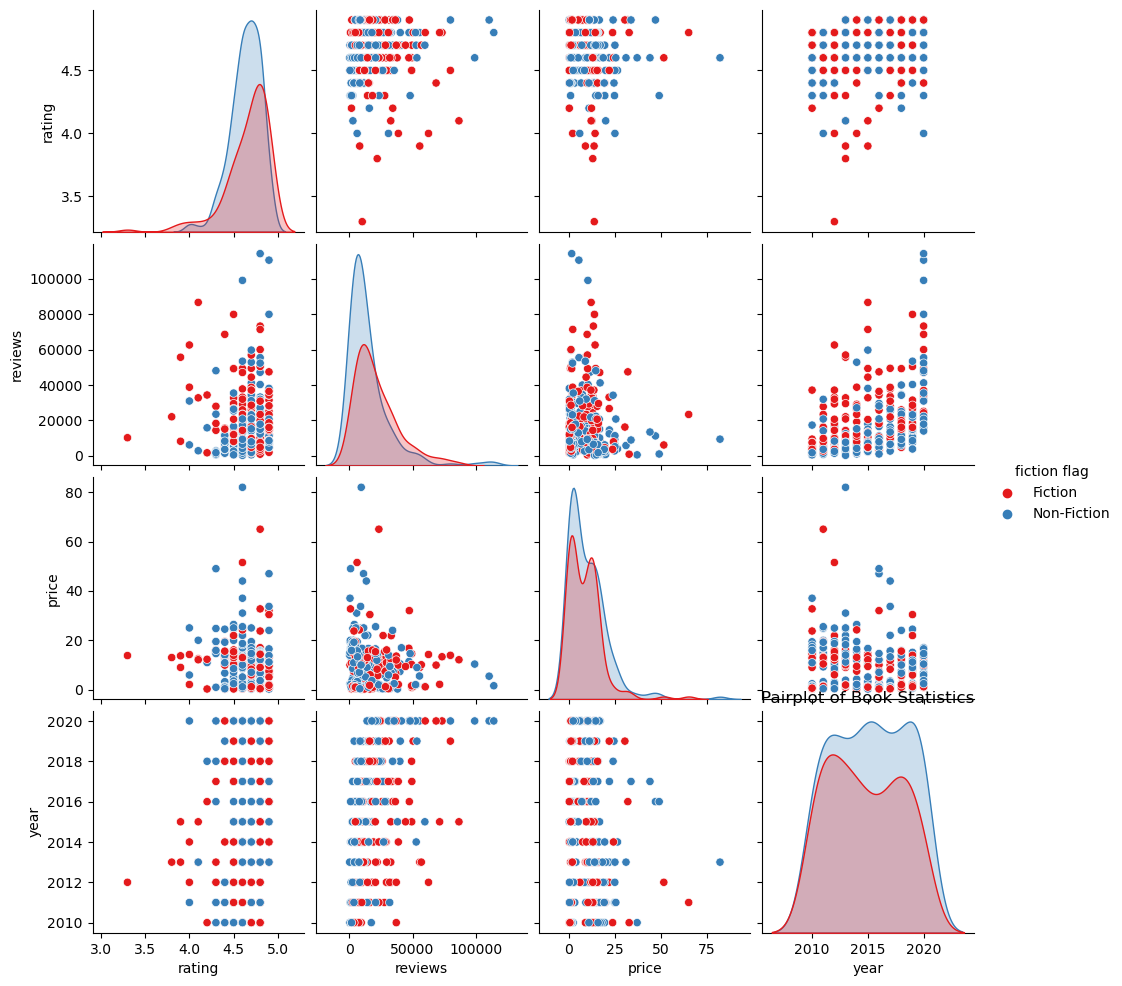 rating
4.5
4.0
3.5
reviews
100000
80000
60000
40000
20000
0
fiction flag
Fiction
Non-Fiction
price
80
60
40
20
0
Pairplot of Book Statistics
year
2020
2018
2016
2014
2012
2010
3.0 3.5 4.0 4.5 5.0
0 50000 100000
0 25 50 75
2010 2015 2020
rating reviews price year